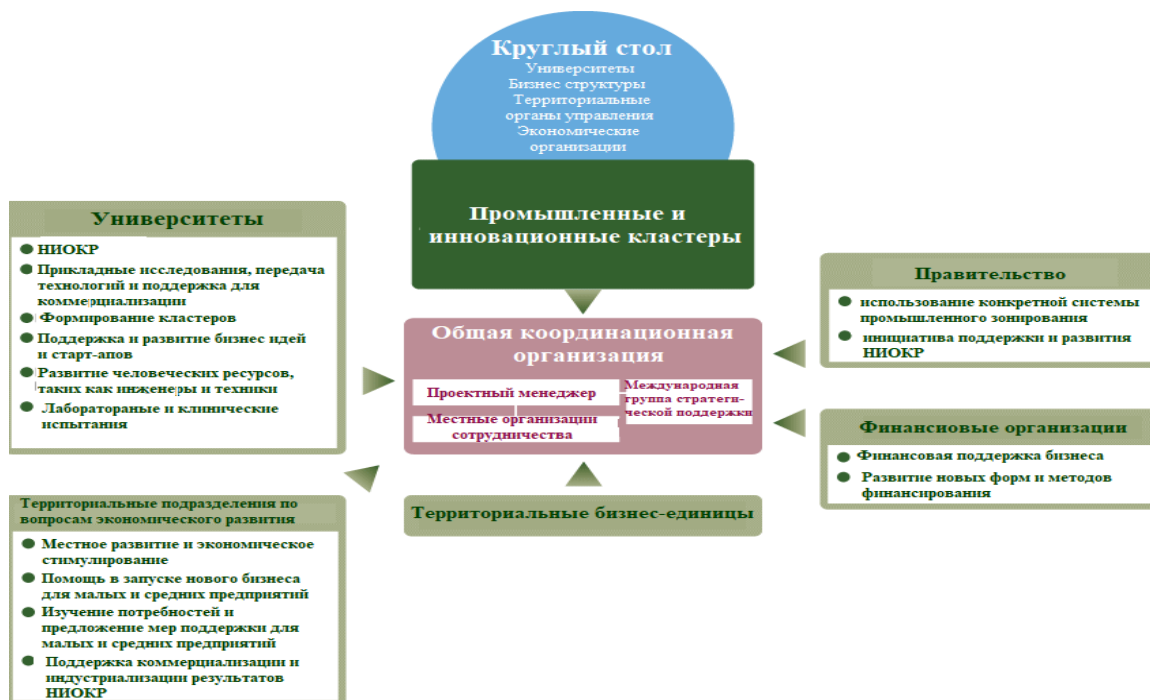 Круглый стол
Университеты
Бизнес структуры
Территориальные
органы управления
Экономические
организации
Промышленные и
инновационные кластеры
Университеты
НИОКР
Прикладные исследования, передача
технологий и поддержка для
коммерциализации
Формирование кластеров
Поддержка и развитие бизнес идей
и старт-апов
Развитие человеческих ресурсов,
таких как инженеры и техники
Лаборатораные и клинические
испытания
Общая координационная
организация
Проектный менеджер
Местные организации
сотрудничества
Международная
группа стратеги-
ческой поддержки
Правительство
использование конкретной системы
промышленного зонирования
инициатива поддержки и развития
НИОКР
Финансиовые организации
Финансовая поддержка бизнеса
Развитие новых форм и методов
финансирования
Территориальные подразделения по
вопросам экономического развития
Местное развитие и экономическое
стимулирование
Помощь в запуске нового бизнеса
для малых и средних предприятий
Изучение потребностей и
предложение мер поддержки для
малых и средних предприятий
Поддержка коммерциализации и
индустриализации результатов
НИОКР
Территориальные бизнес-единицы